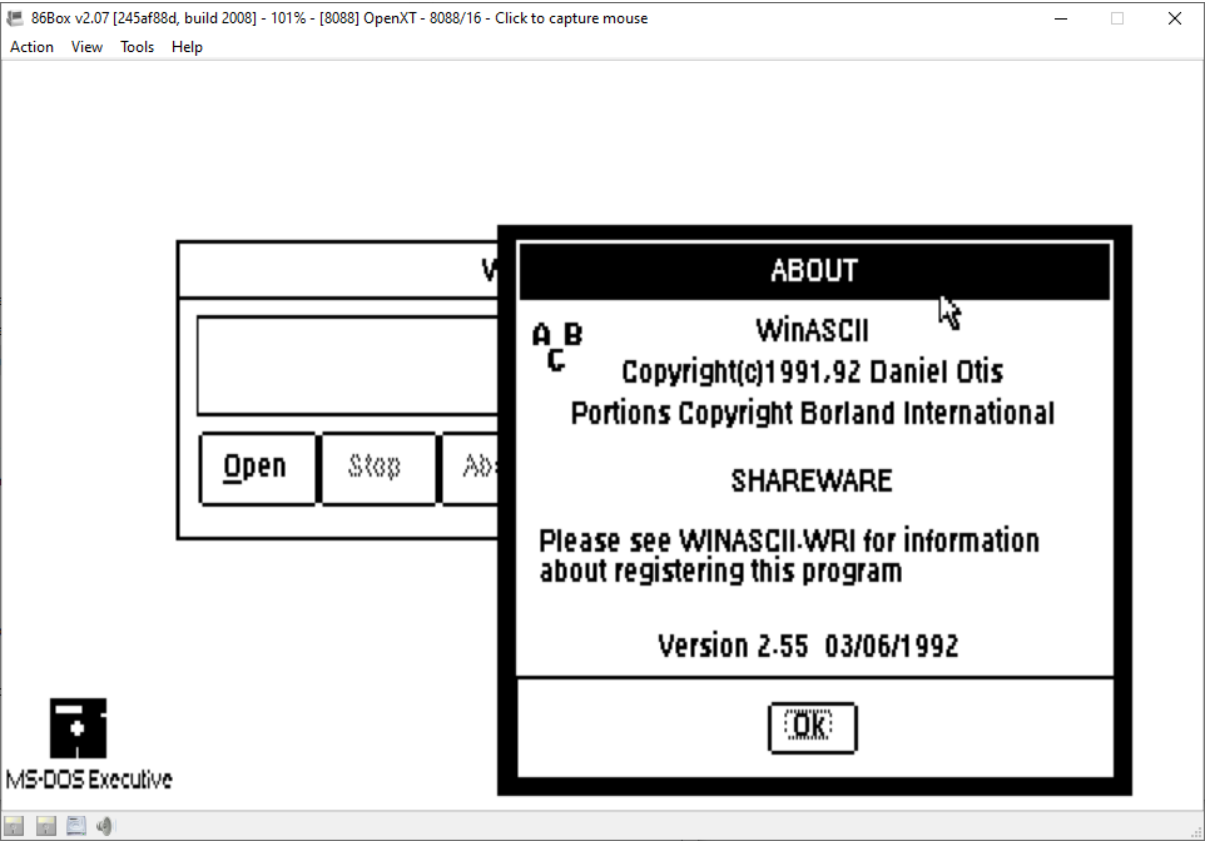 86Box v2.07 [245af88d, build 2008] - 101% - [8088] OpenXT - 8088/16 - Click to capture mouse
Action View Tools Help
ABOUT
A B
C
WinASCII
Copyright(c)1991,92 Daniel Otis
Portions Copyright Borland International
Open Stop
SHAREWARE
Please see WINASCII.WRI for information
about registering this program
Version 2.55 03/06/1992
Ok
MS-DOS Executive